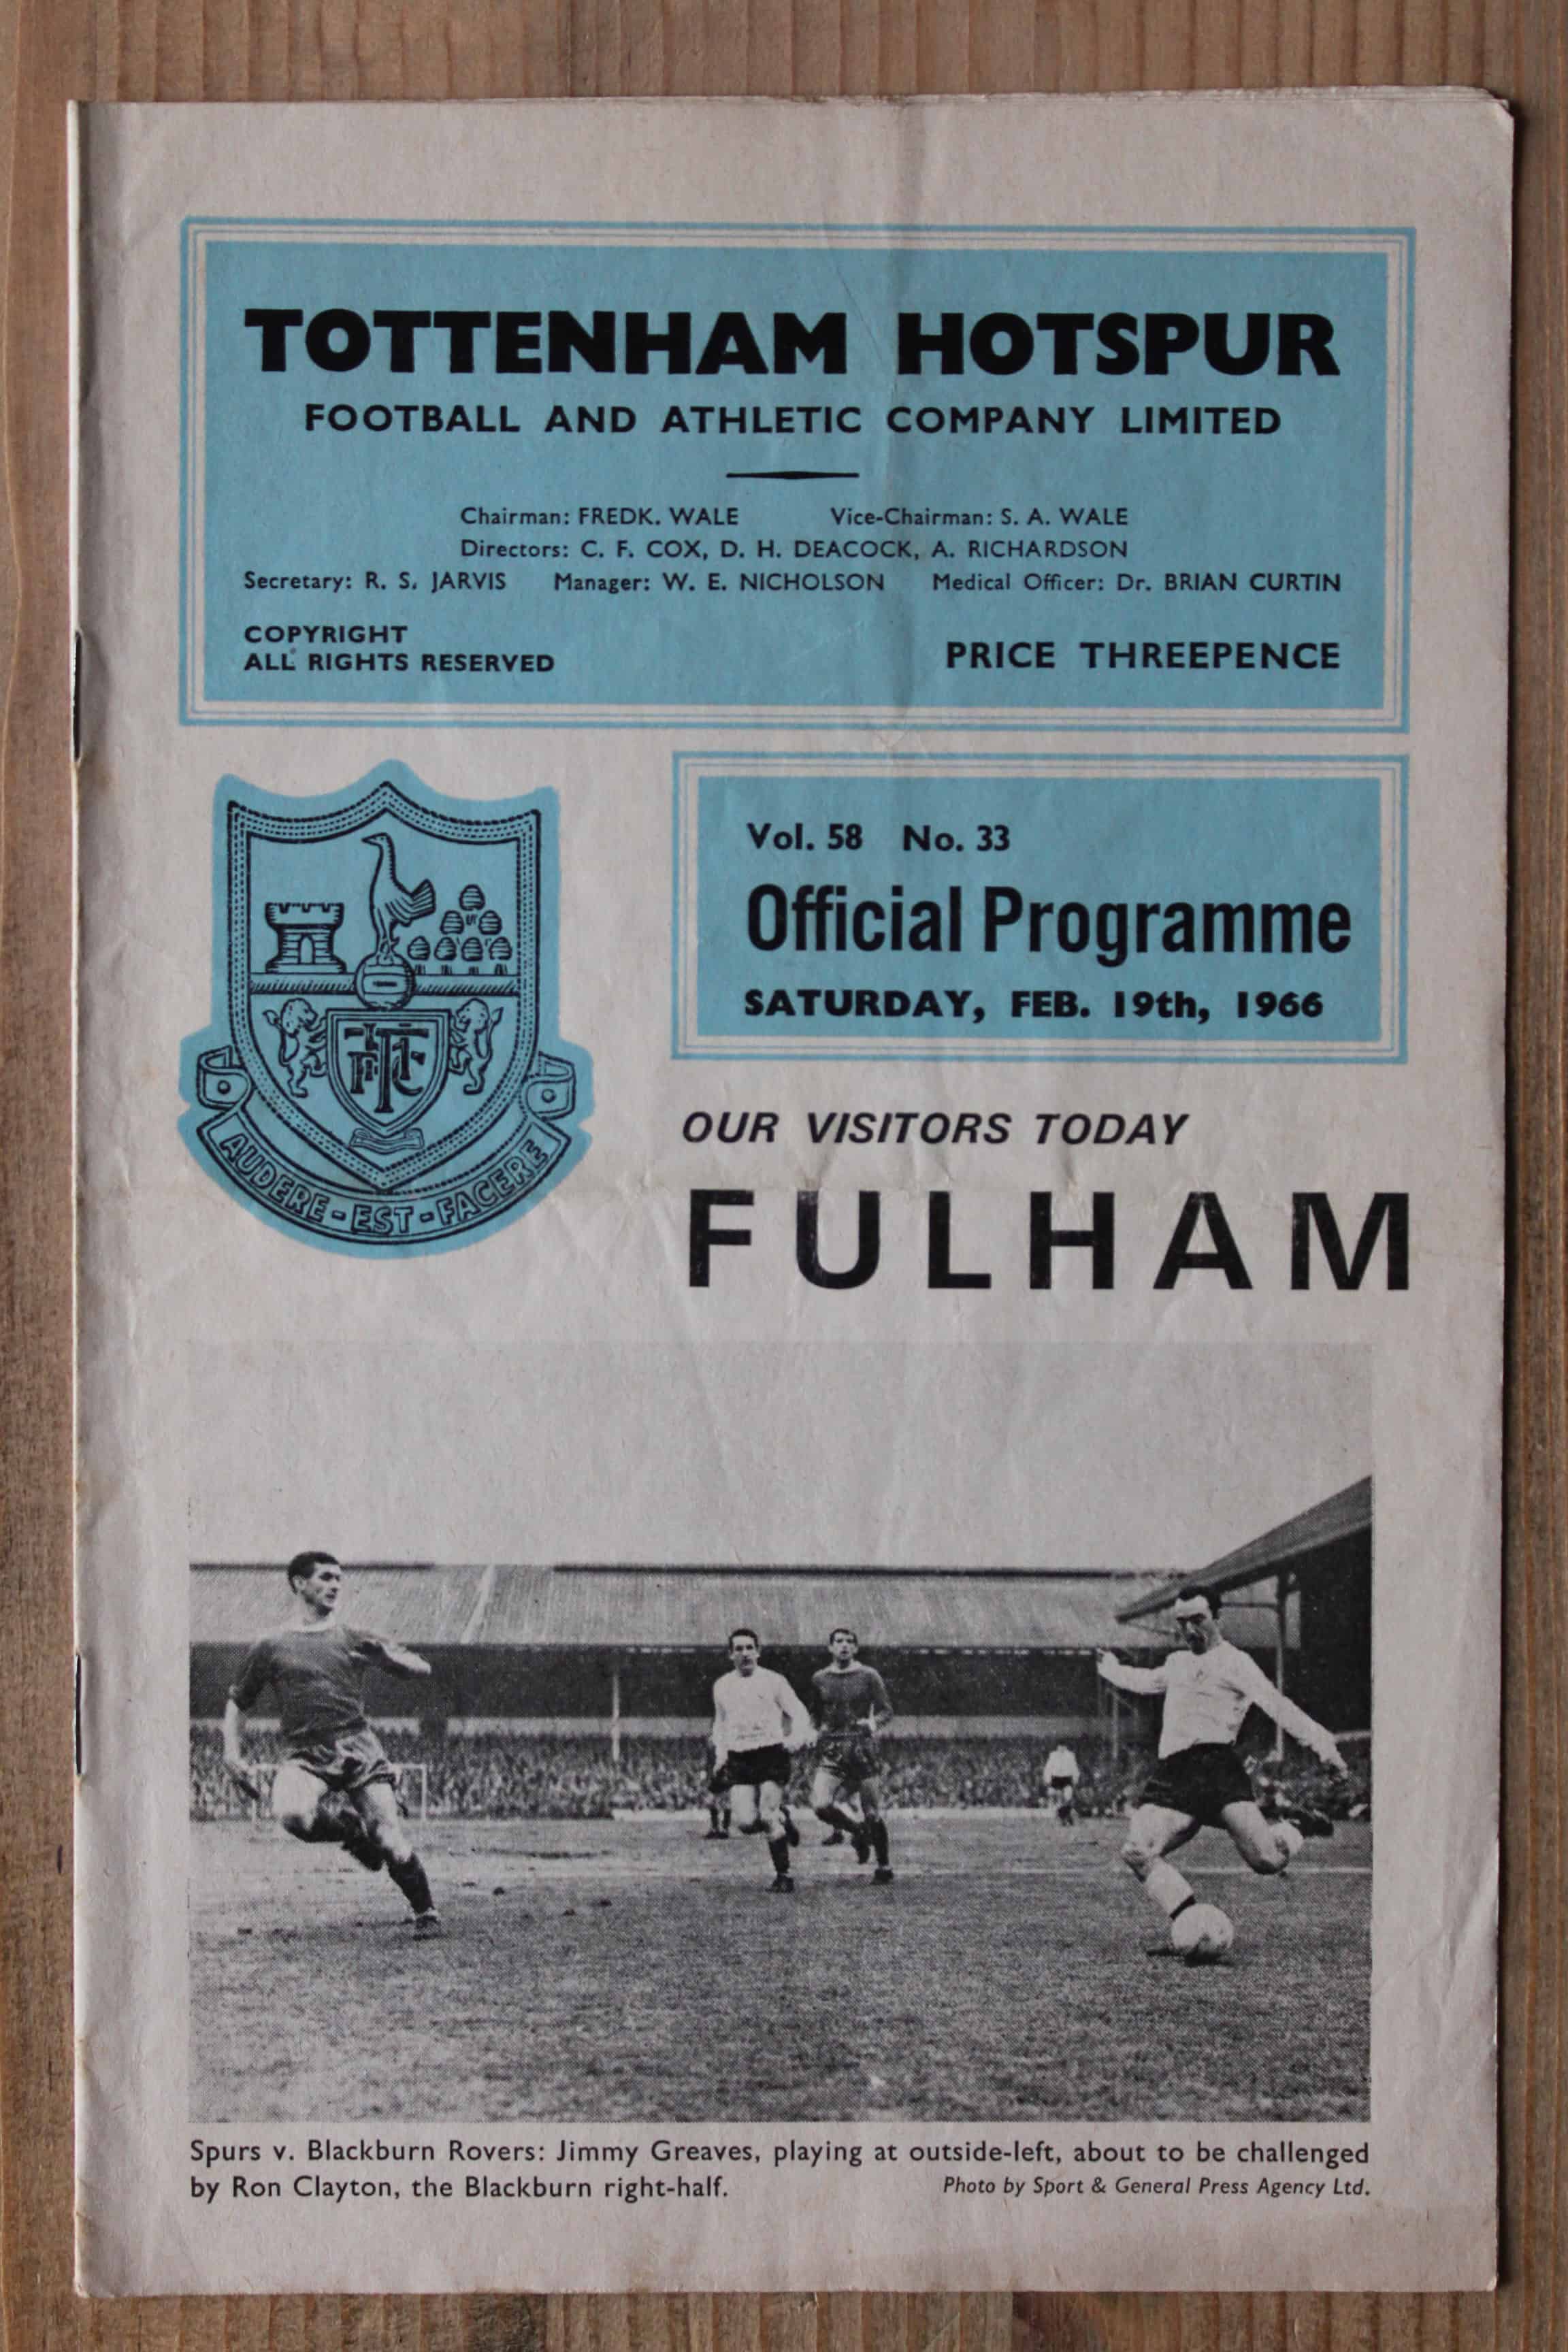 TOTTENHAM HOTSPUR
FOOTBALL AND ATHLETIC COMPANY LIMITED
Chairman: FREDK. WALE Vice-Chairman: S. A. WALE
Directors: C. F. COX, D. H. DEACOCK, A. RICHARDSON
Secretary: R. S. JARVIS Manager: W. E. NICHOLSON Medical Officer: Dr. BRIAN CURTIN
COPYRIGHT
ALL RIGHTS RESERVED
PRICE THREEPENCE
Vol. 58 No. 33
Official Programme
SATURDAY, FEB. 19th, 1966
AUDERE - EST - FACERE
OUR VISITORS TODAY
FULHAM
Spurs v. Blackburn Rovers: Jimmy Greaves, playing at outside-left, about to be challenged
by Ron Clayton, the Blackburn right-half. Photo by Sport & General Press Agency Ltd.